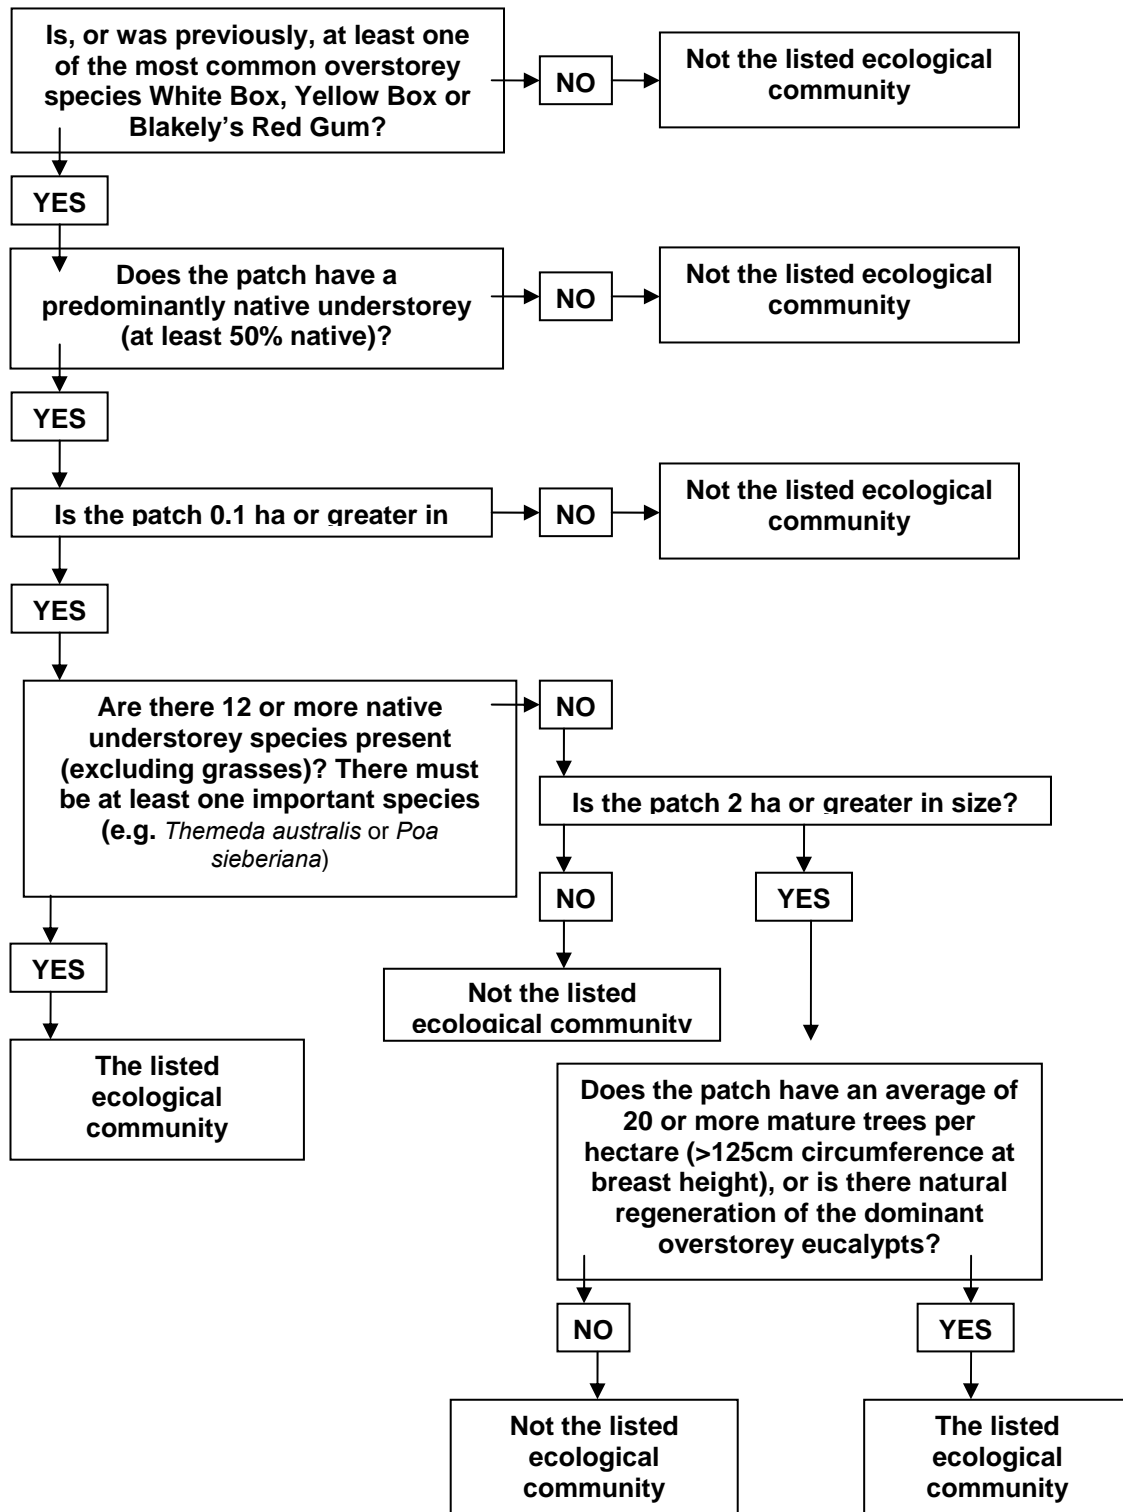 Is, or was previously, at least one
of the most common overstorey
species White Box, Yellow Box or
Blakely's Red Gum?
NO
Not the listed ecological
community
YES
Does the patch have a
predominantly native understorey
(at least 50% native)?
NO
Not the listed ecological
community
YES
Is the patch 0.1 ha or greater in
NO
Not the listed ecological
community
YES
Are there 12 or more native
understorey species present
(excluding grasses)? There must
be at least one important species
(e.g. Themeda australis or Poa
sieberiana)
NO
Is the patch 2 ha or greater in size?
NO
YES
YES
Not the listed
ecological community
The listed
ecological
community
Does the patch have an average of
20 or more mature trees per
hectare (>125cm circumference at
breast height), or is there natural
regeneration of the dominant
overstorey eucalypts?
NO
YES
Not the listed
ecological
community
The listed
ecological
community